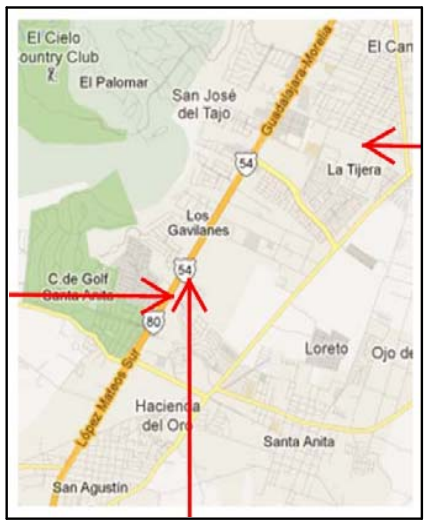 El Cielo
ountry Club
El Palomar
El Can
San José
del Tajo
Guadalajara-Morelia
54
La Tijera
Los
Gavilanes
54
C.de Golf
Santa Anita
80
Loreto
Ojo de
López Mateos Sur
Hacienda
del Oro
Santa Anita
San Agustín